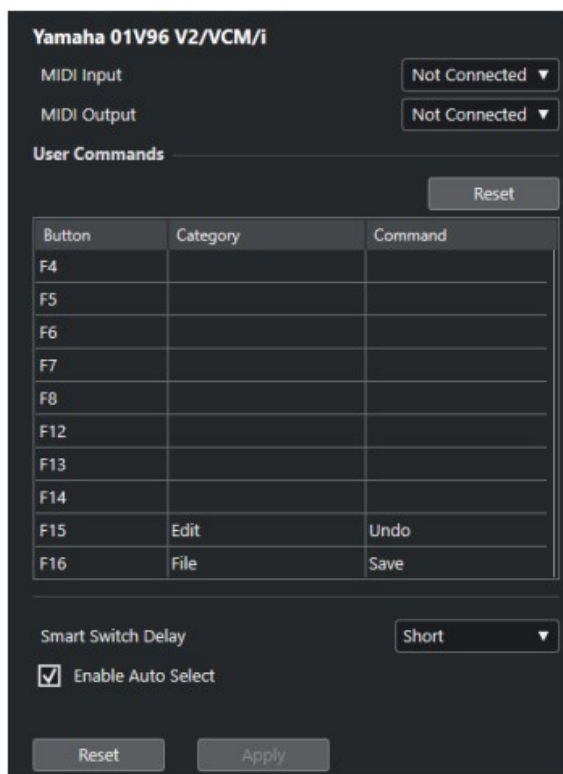 Yamaha 01V96 V2/VCM/i
MIDI Input Not Connected
MIDI Output Not Connected
User Commands
Reset
Button Category Command
F4
F5
F6
F7
F8
F12
F13
F14
F15 Edit Undo
F16 File Save
Smart Switch Delay Short
Enable Auto Select
Reset Apply